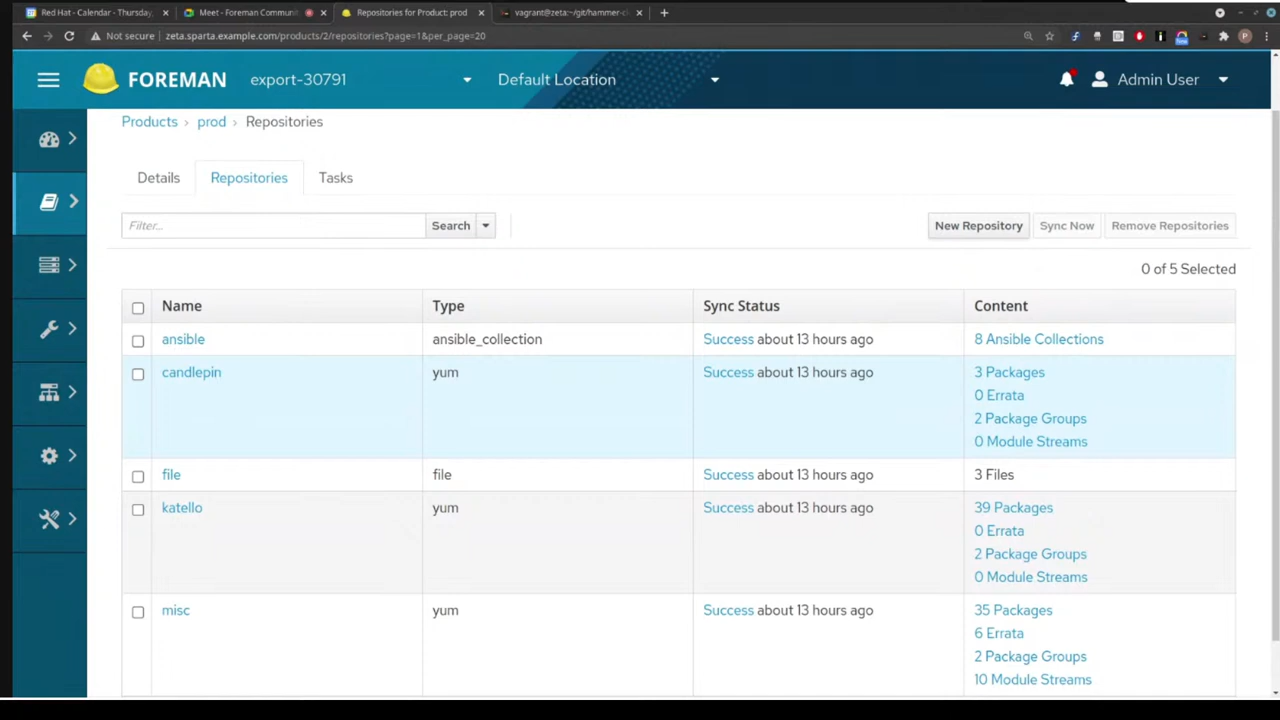 Red Hat - Calendar - Thursday,
Meet - Foreman Communi
Repositories for Product: prod
vagrant@zeta:~/git/hammer-c
Not secure | zeta.sparta.example.com/products/2/repositories?page=1&per_page=20
FOREMAN
export-30791
Default Location
Admin User
Products › prod › Repositories
Details
Repositories
Tasks
Filter...
Search
New Repository
Sync Now
Remove Repositories
0 of 5 Selected
Name Type Sync Status Content
ansible ansible_collection Success about 13 hours ago 8 Ansible Collections
candlepin yum Success about 13 hours ago 3 Packages
0 Errata
2 Package Groups
0 Module Streams
file file Success about 13 hours ago 3 Files
katello yum Success about 13 hours ago 39 Packages
0 Errata
2 Package Groups
0 Module Streams
misc yum Success about 13 hours ago 35 Packages
6 Errata
2 Package Groups
10 Module Streams